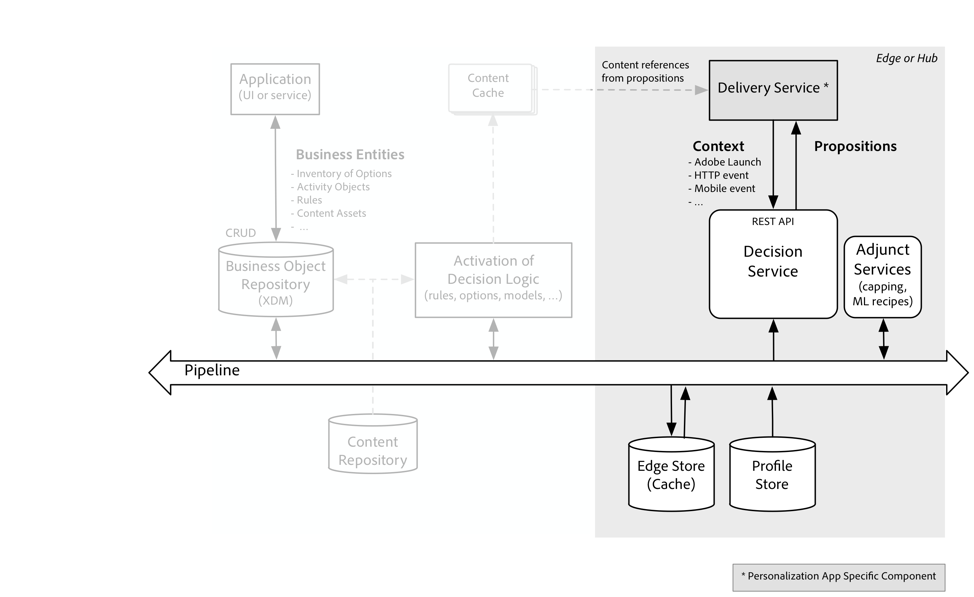 Edge or Hub
Application
(UI or service)
Content
Cache
Content references
from propositions
Delivery Service *
Business Entities
- Inventory of Options
- Activity Objects
- Rules
- Content Assets
- ...
Context
- Adobe Launch
- HTTP event
- Mobile event
- ...
Propositions
CRUD
Business Object
Repository
(XDM)
Activation of
Decision Logic
(rules, options, models, ...)
REST API
Decision
Service
Adjunct
Services
(capping,
ML recipes)
Pipeline
Content
Repository
Edge Store
(Cache)
Profile
Store
* Personalization App Specific Component